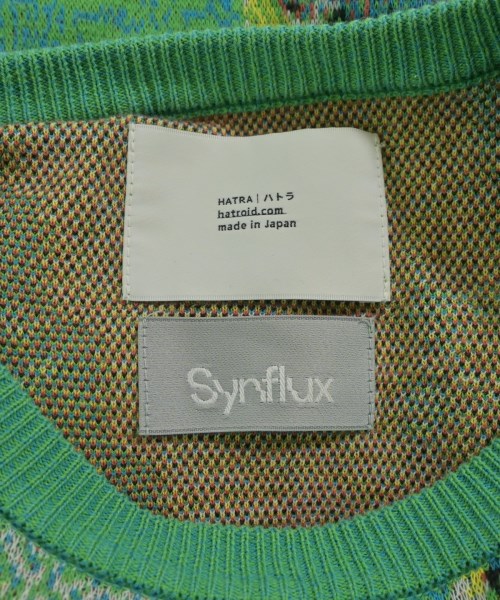 HATRA | ハトラ
hatroid.com
made in Japan
Synflux